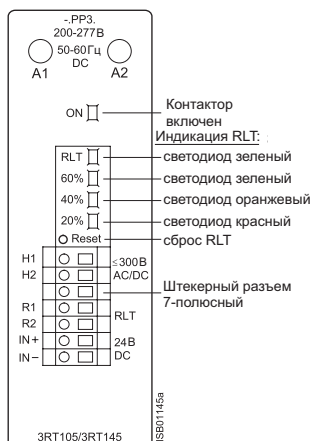 -.PP3.
200-277В
50-60Гц
DC
A1 A2
ON
Контактор
включен
Индикация RLT:
RLT светодиод зеленый
60% светодиод зеленый
40% светодиод оранжевый
20% светодиод красный
Reset сброс RLT
H1 ≤300В
H2 AC/DC
Штекерный разъем
7-полюсный
R1 RLT
R2
IN+ 24В
IN− DC
3RT105/3RT145
ISB01145a